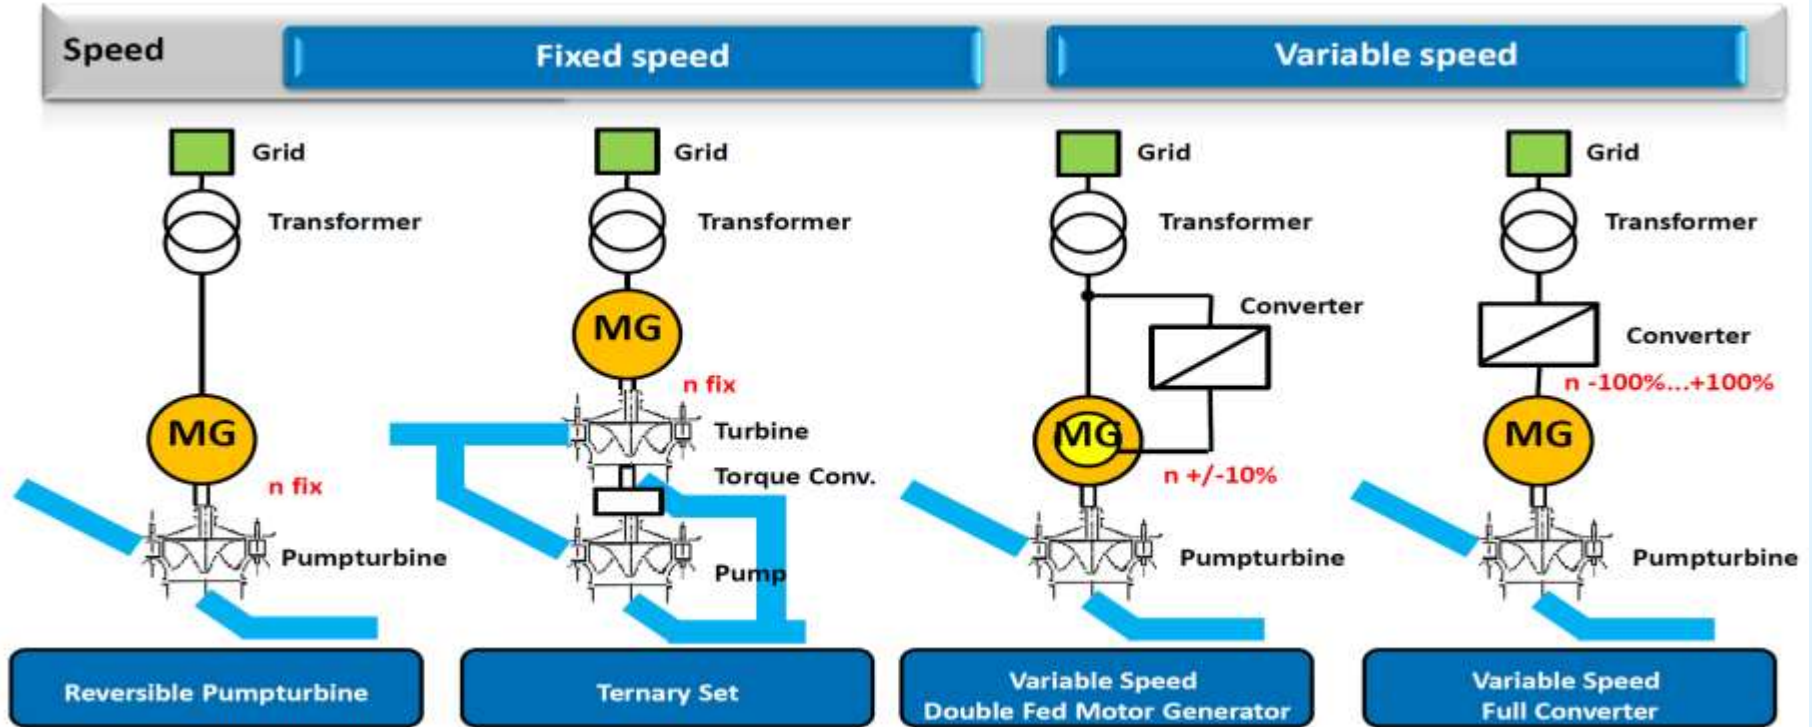 Speed
Fixed speed
Variable speed
Grid
Transformer
MG
n fix
Pumpturbine
Reversible Pumpturbine
Grid
Transformer
MG
n fix
Turbine
Torque Conv.
Pump
Ternary Set
Grid
Transformer
Converter
MG
n +/-10%
Pumpturbine
Variable Speed
Double Fed Motor Generator
Grid
Transformer
Converter
n -100%...+100%
MG
Pumpturbine
Variable Speed
Full Converter